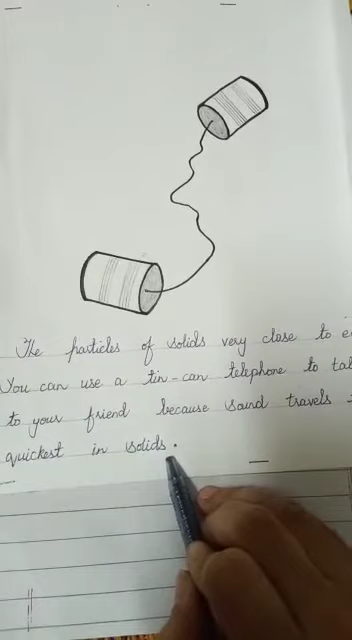 The particles of solids very close to
You can use a tin-can telephone to
to your friend because sound travels
quickest in solids.